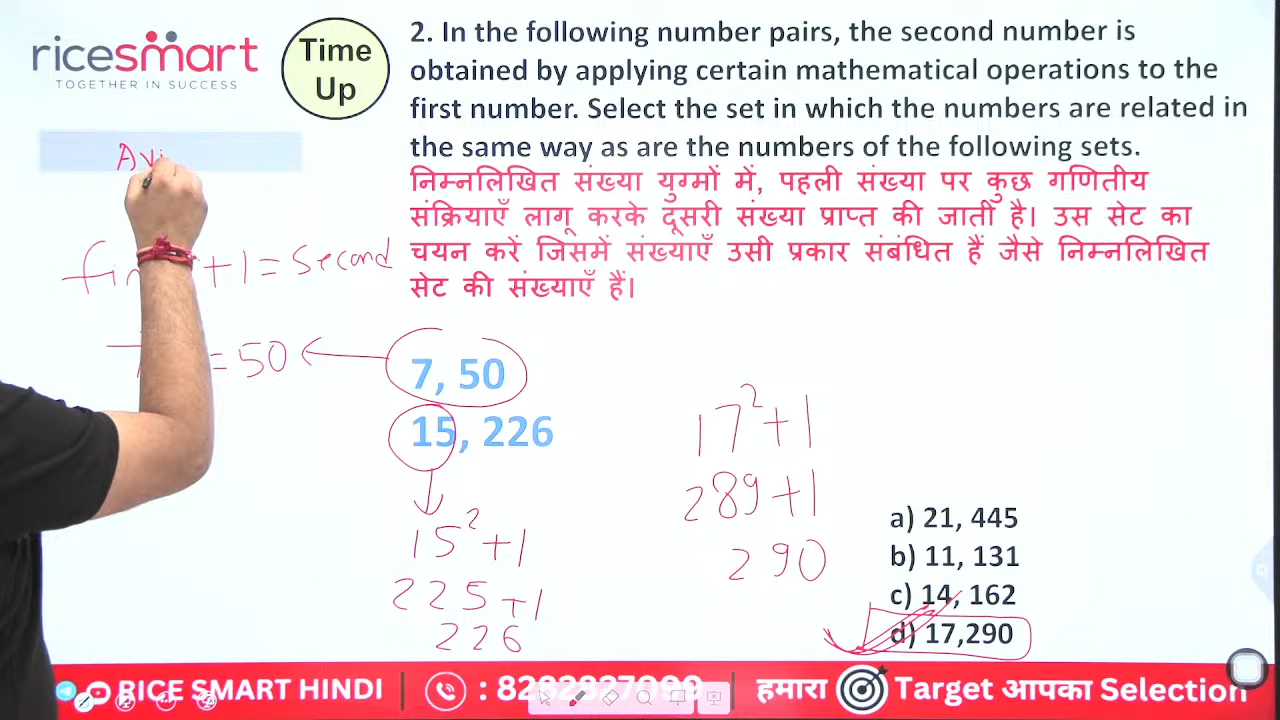 ricesmart
TOGETHER IN SUCCESS
Time
Up
2. In the following number pairs, the second number is
obtained by applying certain mathematical operations to the
first number. Select the set in which the numbers are related in
the same way as are the numbers of the following sets.
निम्नलिखित संख्या युग्मों में, पहली संख्या पर कुछ गणितीय
संक्रियाएँ लागू करके दूसरी संख्या प्राप्त की जाती है। उस सेट का
चयन करें जिसमें संख्याएँ उसी प्रकार संबंधित हैं जैसे निम्नलिखित
सेट की संख्याएँ हैं।
+1 = Second
= 50
7, 50
15, 226
15²+1
225+1
226
17²+1
289+1
290
a) 21, 445
b) 11, 131
c) 14, 162
d) 17,290
RICE SMART HINDI
हमारा Target आपका Selection